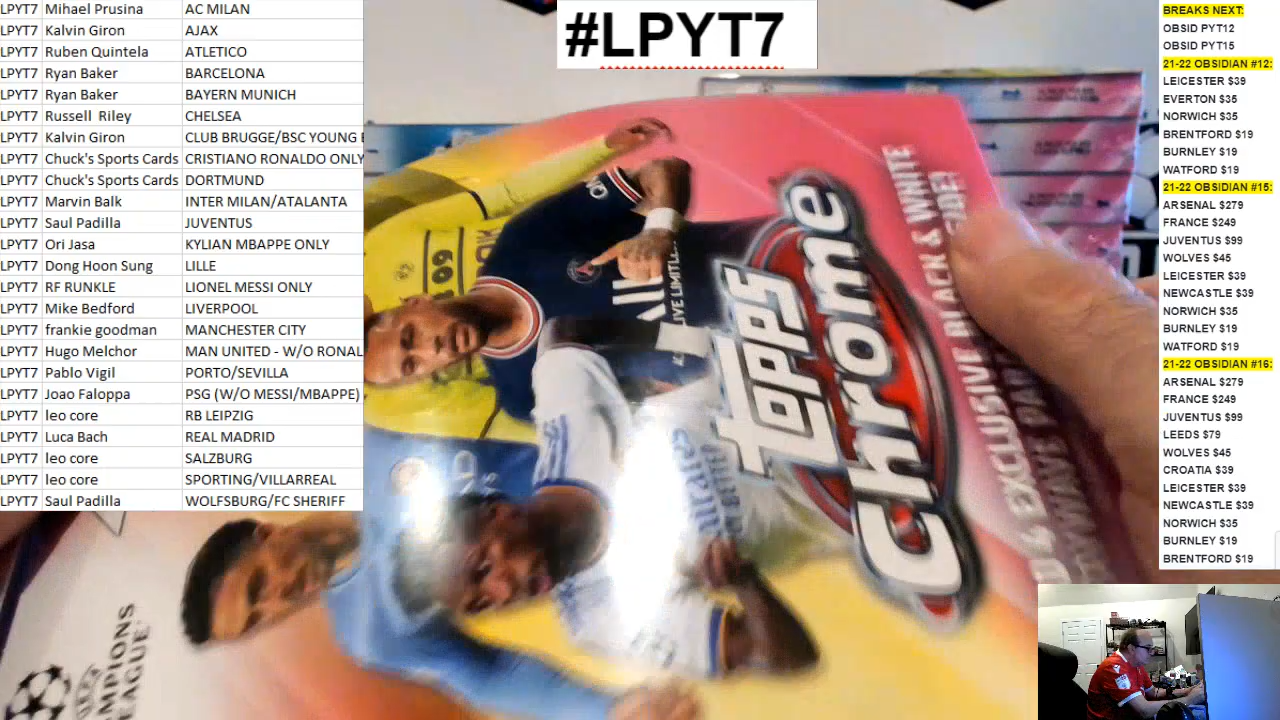 LPYT7 Mihael Prusina AC MILAN
LPYT7 Kalvin Giron AJAX
LPYT7 Ruben Quintela ATLETICO
LPYT7 Ryan Baker BARCELONA
LPYT7 Ryan Baker BAYERN MUNICH
LPYT7 Russell Riley CHELSEA
LPYT7 Kalvin Giron CLUB BRUGGE/BSC YOUNG
LPYT7 Chuck's Sports Cards CRISTIANO RONALDO ONLY
LPYT7 Chuck's Sports Cards DORTMUND
LPYT7 Marvin Balk INTER MILAN/ATALANTA
LPYT7 Saul Padilla JUVENTUS
LPYT7 Ori Jasa KYLIAN MBAPPE ONLY
LPYT7 Dong Hoon Sung LILLE
LPYT7 RF RUNKLE LIONEL MESSI ONLY
LPYT7 Mike Bedford LIVERPOOL
LPYT7 frankie goodman MANCHESTER CITY
LPYT7 Hugo Melchor MAN UNITED - W/O RONAL
LPYT7 Pablo Vigil PORTO/SEVILLA
LPYT7 Joao Faloppa PSG (W/O MESSI/MBAPPE)
LPYT7 leo core RB LEIPZIG
LPYT7 Luca Bach REAL MADRID
LPYT7 leo core SALZBURG
LPYT7 leo core SPORTING/VILLARREAL
LPYT7 Saul Padilla WOLFSBURG/FC SHERIFF
#LPYT7
Topps
Chrome
EXCLUSIVE BLACK & WHITE
UEFA
CHAMPIONS
LEAGUE
BREAKS NEXT:
OBSID PYT12
OBSID PYT15
21-22 OBSIDIAN #12:
LEICESTER $39
EVERTON $35
NORWICH $35
BRENTFORD $19
BURNLEY $19
WATFORD $19
21-22 OBSIDIAN #15:
ARSENAL $279
FRANCE $249
JUVENTUS $99
WOLVES $45
LEICESTER $39
NEWCASTLE $39
NORWICH $35
BURNLEY $19
WATFORD $19
21-22 OBSIDIAN #16:
ARSENAL $279
FRANCE $249
JUVENTUS $99
LEEDS $79
WOLVES $45
CROATIA $39
LEICESTER $39
NEWCASTLE $39
NORWICH $35
BURNLEY $19
BRENTFORD $19